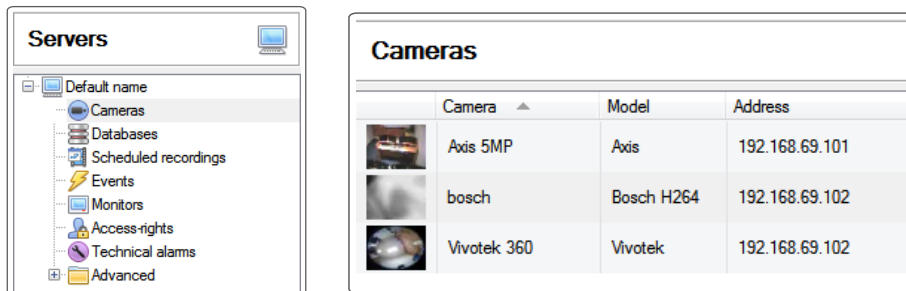 Servers
Default name
Cameras
Databases
Scheduled recordings
Events
Monitors
Access-rights
Technical alarms
Advanced
Cameras
Camera Model Address
Axis 5MP Axis 192.168.69.101
bosch Bosch H264 192.168.69.102
Vivotek 360 Vivotek 192.168.69.102